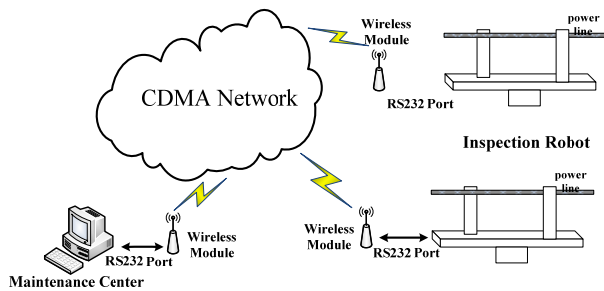 Wireless
Module
power
line
CDMA Network
RS232 Port
Inspection Robot
power
line
Wireless
Module
RS232 Port
Wireless
Module
RS232 Port
Maintenance Center